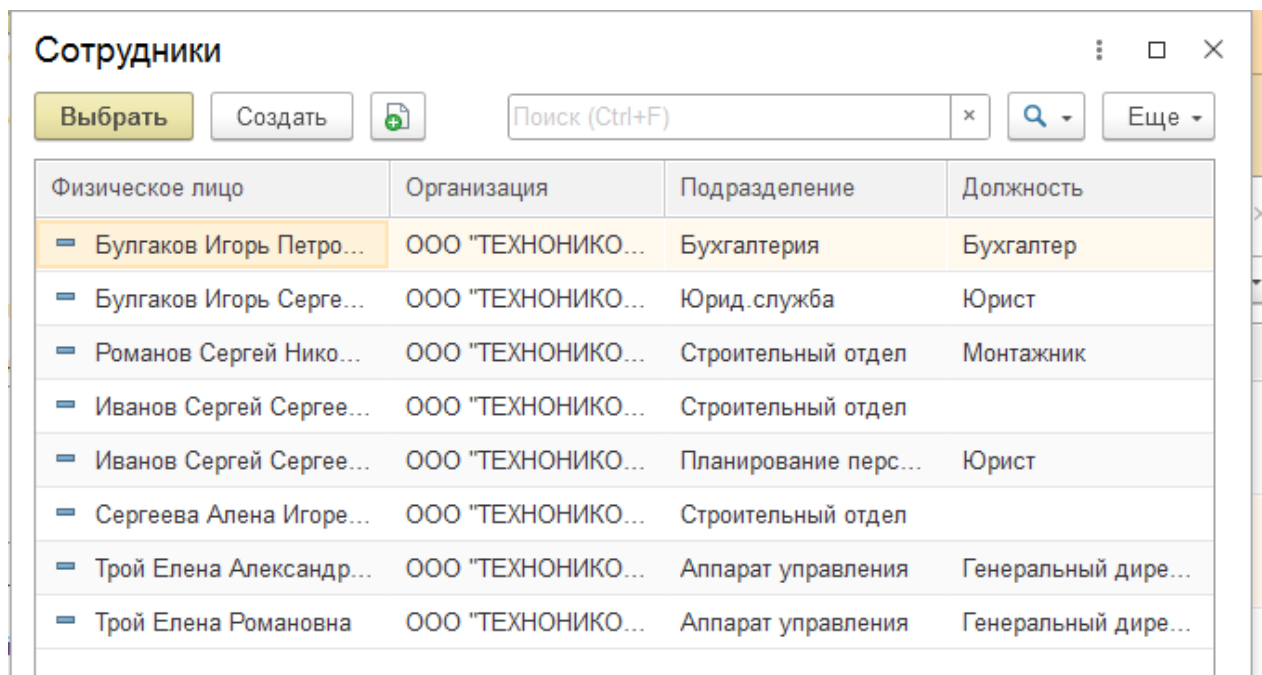 Сотрудники
Выбрать Создать Поиск (Ctrl+F) × Еще
Физическое лицо Организация Подразделение Должность
Булгаков Игорь Петро... ООО "ТЕХНОНИКО... Бухгалтерия Бухгалтер
Булгаков Игорь Серге... ООО "ТЕХНОНИКО... Юрид.служба Юрист
Романов Сергей Нико... ООО "ТЕХНОНИКО... Строительный отдел Монтажник
Иванов Сергей Сергее... ООО "ТЕХНОНИКО... Строительный отдел
Иванов Сергей Сергее... ООО "ТЕХНОНИКО... Планирование перс... Юрист
Сергеева Алена Игоре... ООО "ТЕХНОНИКО... Строительный отдел
Трой Елена Александр... ООО "ТЕХНОНИКО... Аппарат управления Генеральный дире...
Трой Елена Романовна ООО "ТЕХНОНИКО... Аппарат управления Генеральный дире...